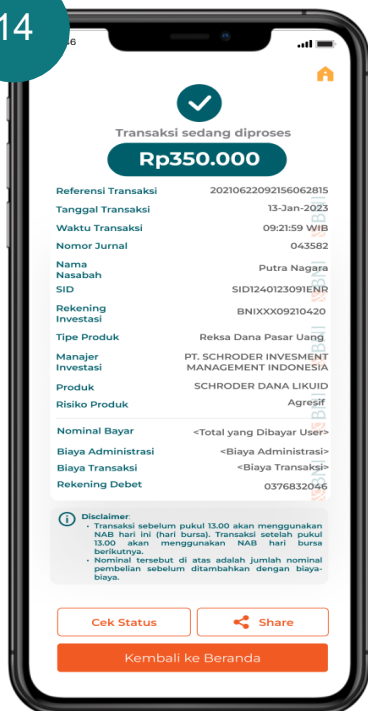 14
Transaksi sedang diproses
Rp350.000
Referensi Transaksi 20210622092156062815
Tanggal Transaksi 13-Jan-2023
Waktu Transaksi 09:21:59 WIB
Nomor Jurnal 043582
Nama Nasabah Putra Nagara
SID SID1240123091ENR
Rekening Investasi BNIXXX09210420
Tipe Produk Reksa Dana Pasar Uang
Manajer Investasi PT. SCHRODER INVESMENT MANAGEMENT INDONESIA
Produk SCHRODER DANA LIKUID
Risiko Produk Agresif
Nominal Bayar <Total yang Dibayar User>
Biaya Administrasi <Biaya Administrasi>
Biaya Transaksi <Biaya Transaksi>
Rekening Debet 0376832046
BNI BNI BNI BNI BNI
Disclaimer:
• Transaksi sebelum pukul 13.00 akan menggunakan
NAB hari ini (hari bursa). Transaksi setelah pukul
13.00 akan menggunakan NAB hari bursa
berikutnya.
• Nominal tersebut di atas adalah jumlah nominal
pembelian sebelum ditambahkan dengan biaya-
biaya.
Cek Status
Share
Kembali ke Beranda